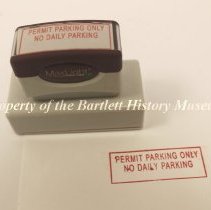 PERMIT PARKING ONLY
NO DAILY PARKING
MaxLight
Property of the Bartlett History Museum
PERMIT PARKING ONLY
NO DAILY PARKING